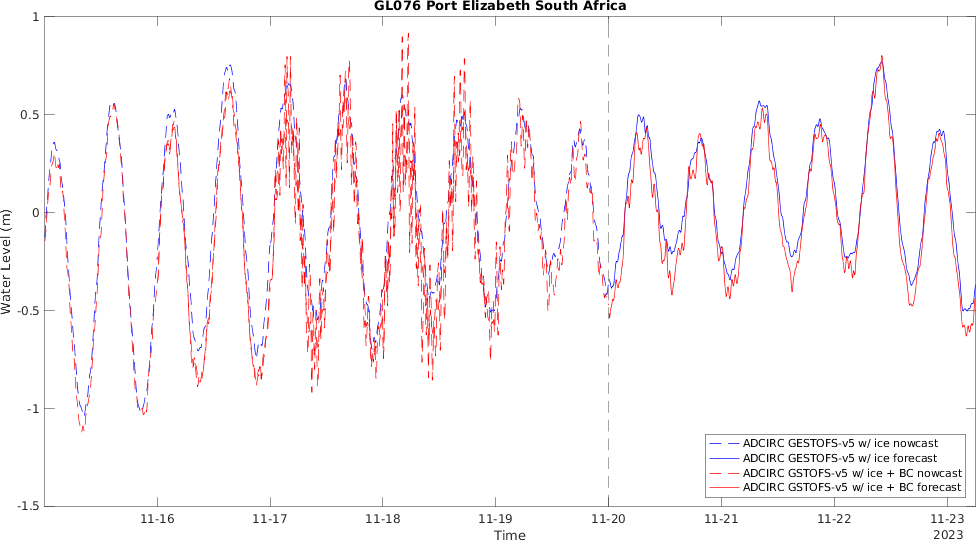 GL076 Port Elizabeth South Africa
1
0.5
0
-0.5
-1
-1.5
Water Level (m)
11-16 11-17 11-18 11-19 11-20 11-21 11-22 11-23
Time
2023
ADCIRC GESTOFS-v5 w/ ice nowcast
ADCIRC GESTOFS-v5 w/ ice forecast
ADCIRC GSTOFS-v5 w/ ice + BC nowcast
ADCIRC GSTOFS-v5 w/ ice + BC forecast